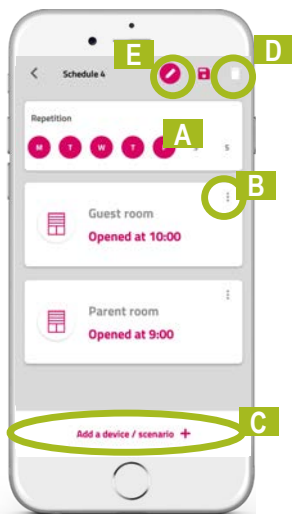 E
D
Schedule 4
Repetition
A
M T W T F S S
B
Guest room
Opened at 10:00
Parent room
Opened at 9:00
Add a device / scenario +
C